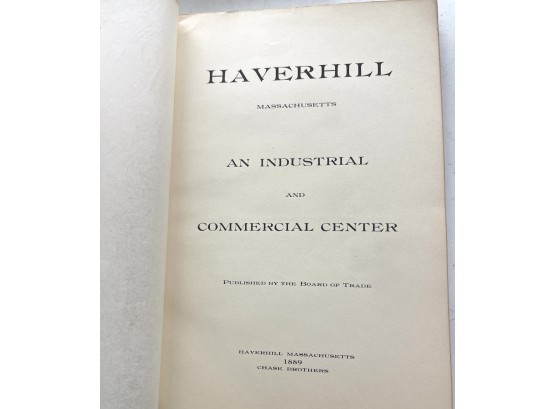 HAVERHILL
MASSACHUSETTS
AN INDUSTRIAL
AND
COMMERCIAL CENTER
PUBLISHED BY THE BOARD OF TRADE
HAVERHILL MASSACHUSETTS
1889
CHASE BROTHERS